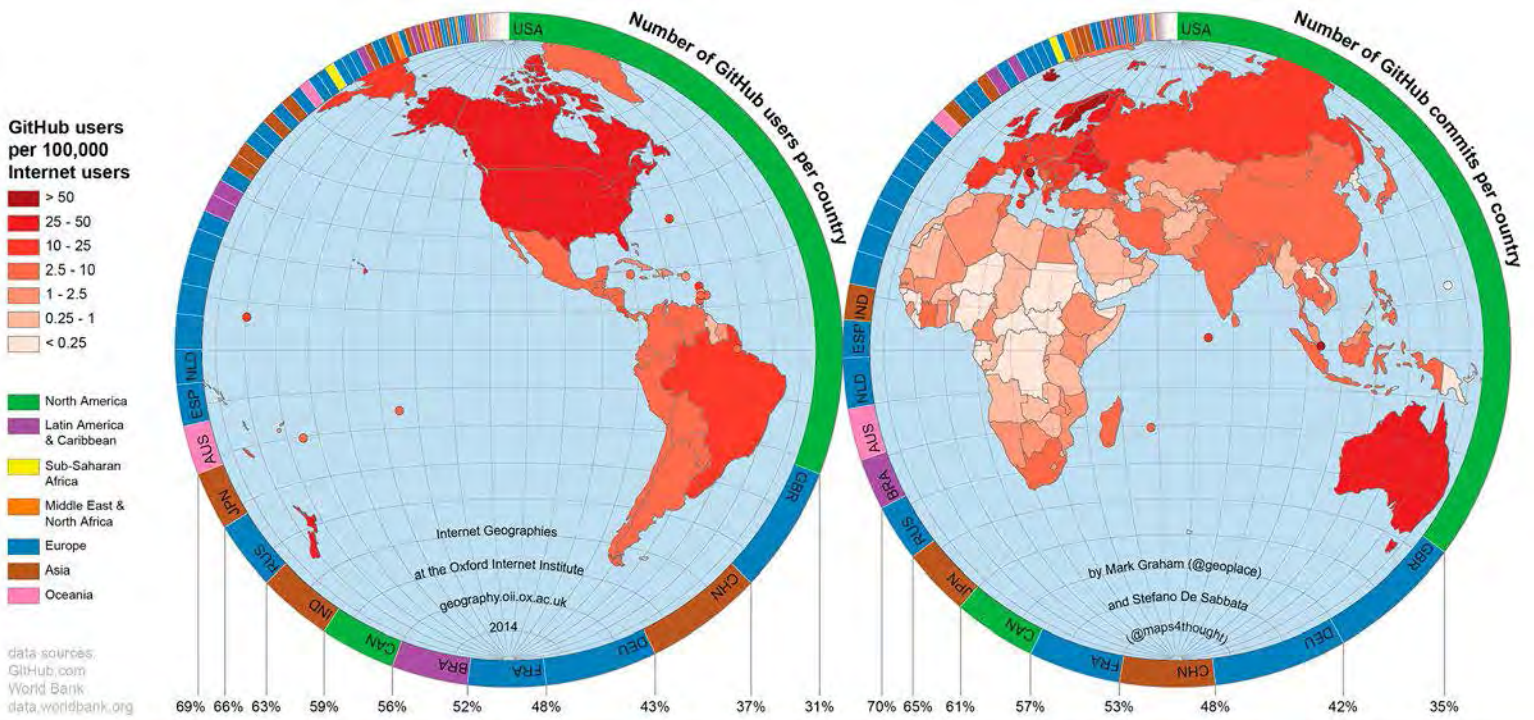 Number of GitHub users per country
Number of GitHub commits per country
USA
USA
GitHub users
per 100,000
Internet users
> 50
25 - 50
10 - 25
2.5 - 10
1 - 2.5
0.25 - 1
< 0.25
North America
Latin America
& Caribbean
Sub-Saharan
Africa
Middle East &
North Africa
Europe
Asia
Oceania
data sources:
GitHub.com
World Bank
data.worldbank.org
NLD
ESP
AUS
JPN
RUS
IND
CAN
BRA
FRA
DEU
CHN
GBR
Internet Geographies
at the Oxford Internet Institute
geography.oii.ox.ac.uk
2014
IND
ESP
NLD
AUS
BRA
RUS
JPN
CAN
FRA
CHN
DEU
GBR
by Mark Graham (@geoplace)
and Stefano De Sabbata
(@maps4thought)
69% 66% 63% 59% 56% 52% 48% 43% 37% 31%
70% 65% 61% 57% 53% 48% 42% 35%